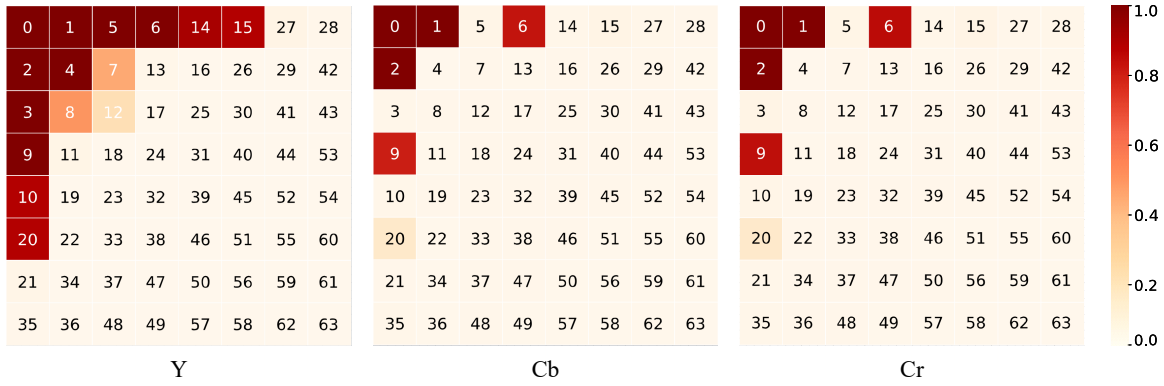 0 1 5 6 14 15 27 28
2 4 7 13 16 26 29 42
3 8 12 17 25 30 41 43
9 11 18 24 31 40 44 53
10 19 23 32 39 45 52 54
20 22 33 38 46 51 55 60
21 34 37 47 50 56 59 61
35 36 48 49 57 58 62 63
Y
0 1 5 6 14 15 27 28
2 4 7 13 16 26 29 42
3 8 12 17 25 30 41 43
9 11 18 24 31 40 44 53
10 19 23 32 39 45 52 54
20 22 33 38 46 51 55 60
21 34 37 47 50 56 59 61
35 36 48 49 57 58 62 63
Cb
0 1 5 6 14 15 27 28
2 4 7 13 16 26 29 42
3 8 12 17 25 30 41 43
9 11 18 24 31 40 44 53
10 19 23 32 39 45 52 54
20 22 33 38 46 51 55 60
21 34 37 47 50 56 59 61
35 36 48 49 57 58 62 63
Cr
1.0
0.8
0.6
0.4
0.2
0.0